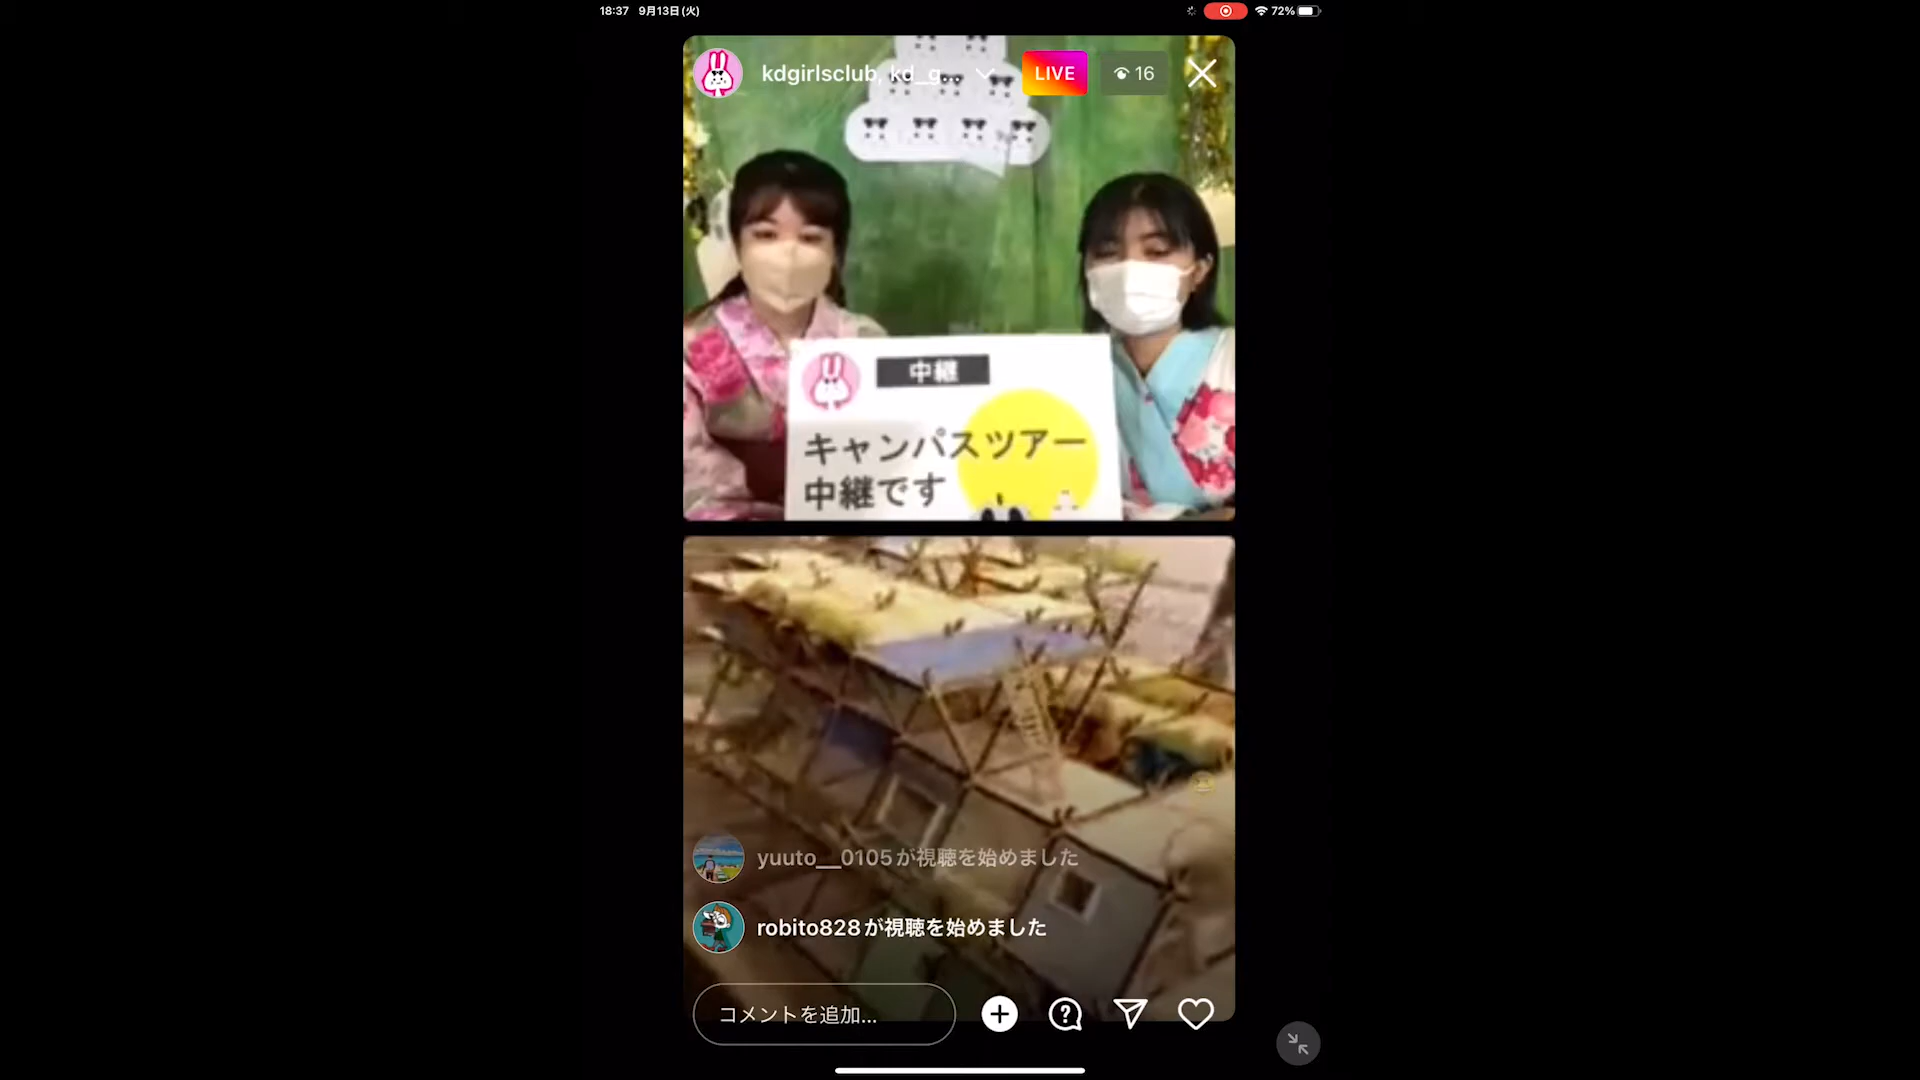 18:37 9月13日(火)
72%
kdgirlsclub, kd_g...
LIVE
16
中継
キャンパスツアー
中継です
yuuto__0105が視聴を始めました
robito828が視聴を始めました
コメントを追加...